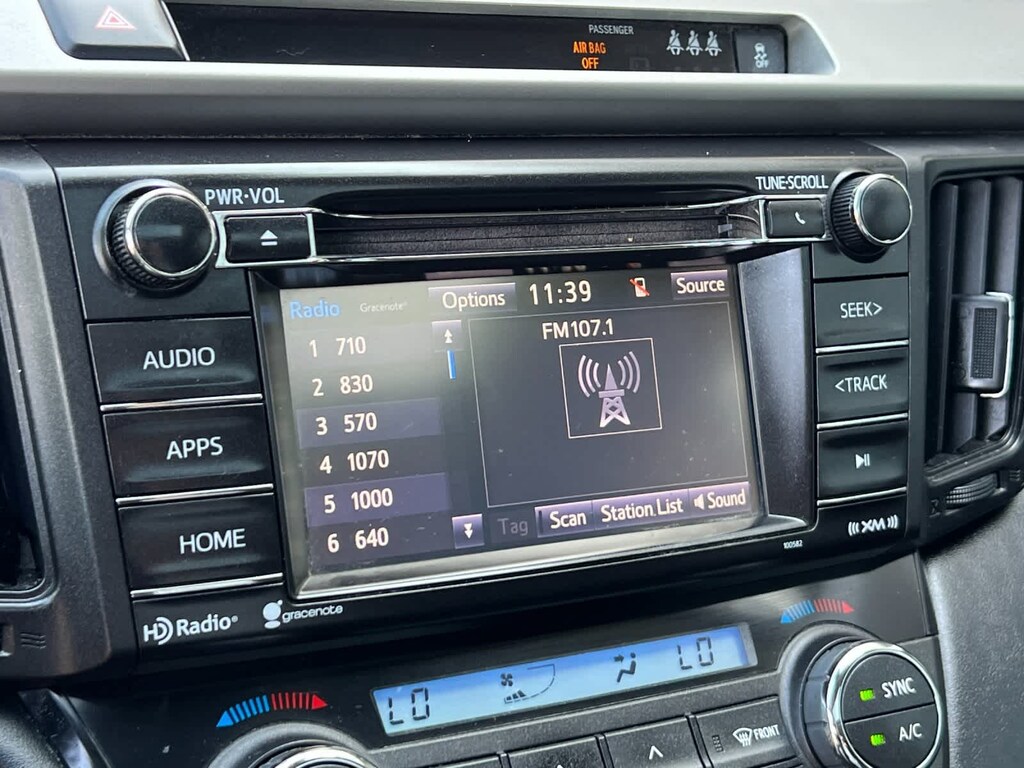 PASSENGER
AIR BAG
OFF
OFF
PWR·VOL
TUNE·SCROLL
Radio Gracenote® Options 11:39 Source
FM107.1
1 710
2 830
3 570
4 1070
5 1000
6 640
Tag Scan Station List Sound
AUDIO
APPS
HOME
SEEK>
<TRACK
XM
100582
HD Radio®
gracenote
LO LO
FRONT
SYNC
A/C